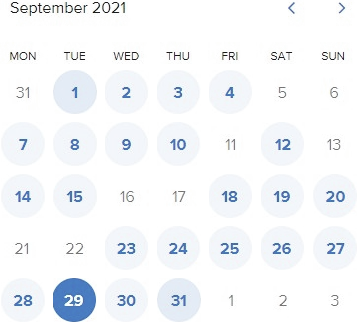 September 2021
MON TUE WED THU FRI SAT SUN
31 1 2 3 4 5 6
7 8 9 10 11 12 13
14 15 16 17 18 19 20
21 22 23 24 25 26 27
28 29 30 31 1 2 3